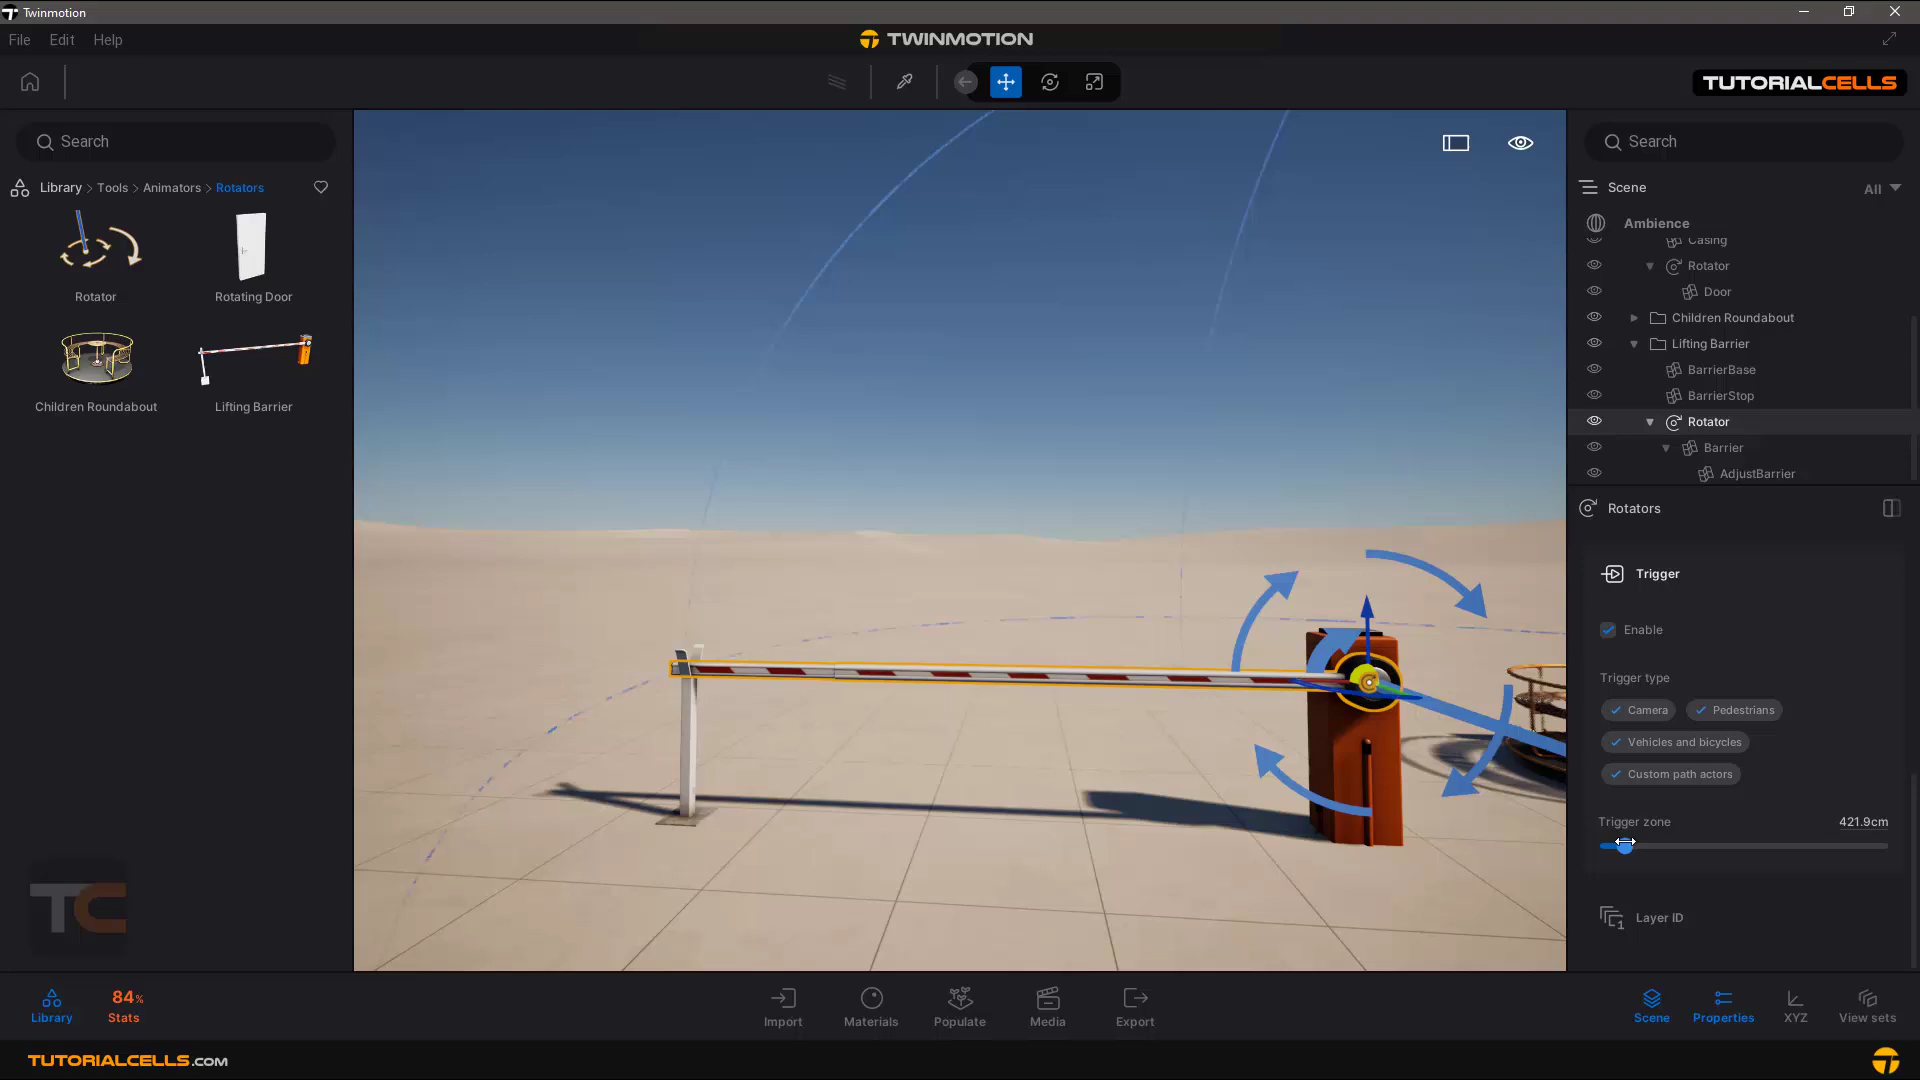 Twinmotion
File Edit Help
TWINMOTION
TUTORIALCELLS
Search
Library > Tools > Animators > Rotators
Rotator
Rotating Door
Children Roundabout
Lifting Barrier
TC
Search
Scene
All
Ambience
Casing
Rotator
Door
Children Roundabout
Lifting Barrier
BarrierBase
BarrierStop
Rotator
Barrier
AdjustBarrier
Rotators
Trigger
Enable
Trigger type
Camera Pedestrians
Vehicles and bicycles
Custom path actors
Trigger zone 421.9cm
1
Layer ID
Library
84%
Stats
Import
Materials
Populate
Media
Export
Scene
Properties
XYZ
View sets
TUTORIALCELLS.COM